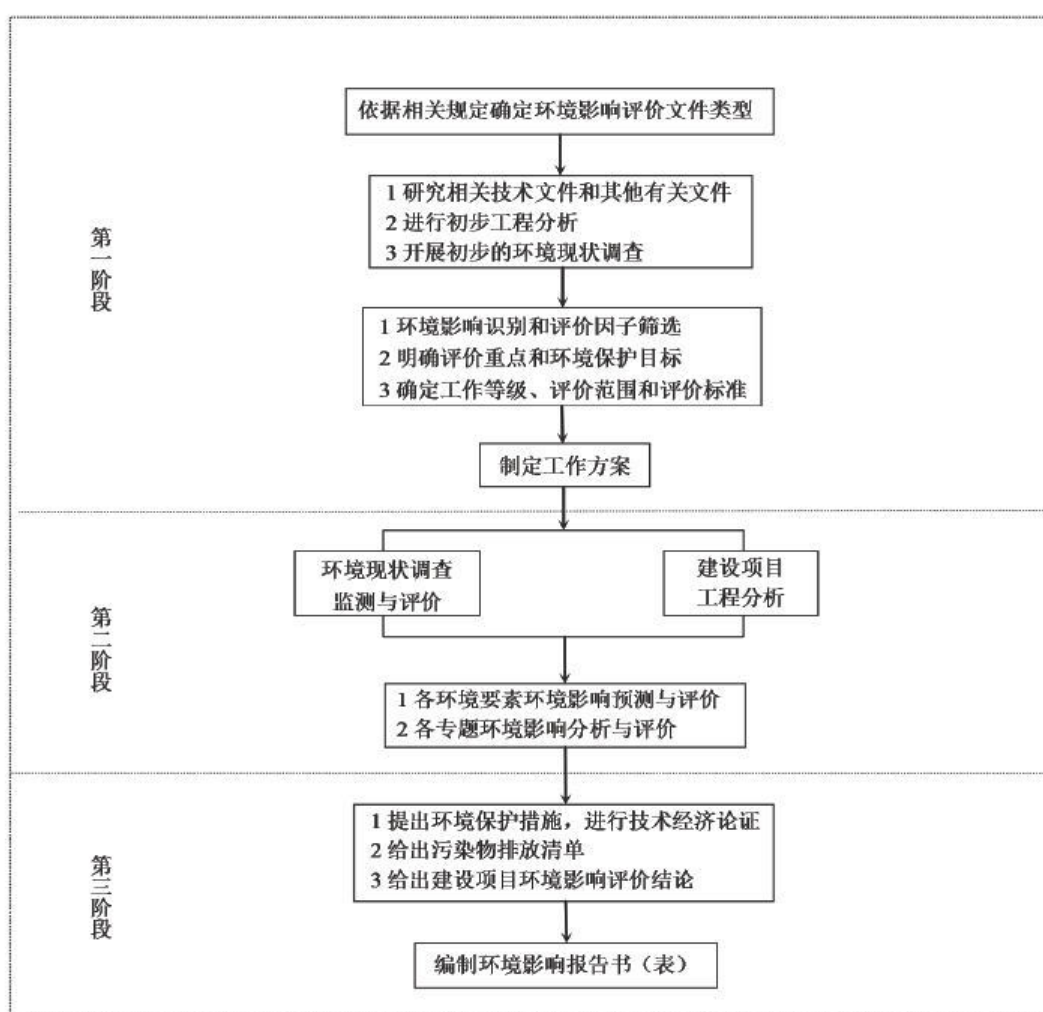 依据相关规定确定环境影响评价文件类型
1 研究相关技术文件和其他有关文件
2 进行初步工程分析
3 开展初步的环境现状调查
第一阶段
1 环境影响识别和评价因子筛选
2 明确评价重点和环境保护目标
3 确定工作等级、评价范围和评价标准
制定工作方案
环境现状调查
监测与评价
建设项目
工程分析
第二阶段
1 各环境要素环境影响预测与评价
2 各专题环境影响分析与评价
1 提出环境保护措施，进行技术经济论证
2 给出污染物排放清单
3 给出建设项目环境影响评价结论
第三阶段
编制环境影响报告书（表）